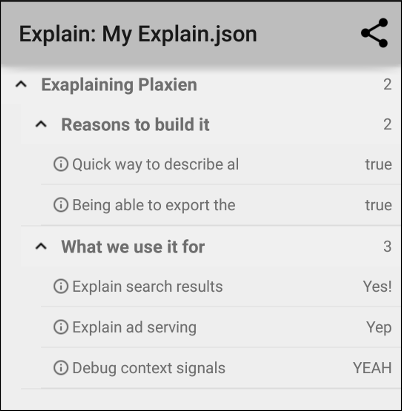 Explain: My Explain.json
Exaplaining Plaxien 2
Reasons to build it 2
Quick way to describe al true
Being able to export the true
What we use it for 3
Explain search results Yes!
Explain ad serving Yep
Debug context signals YEAH